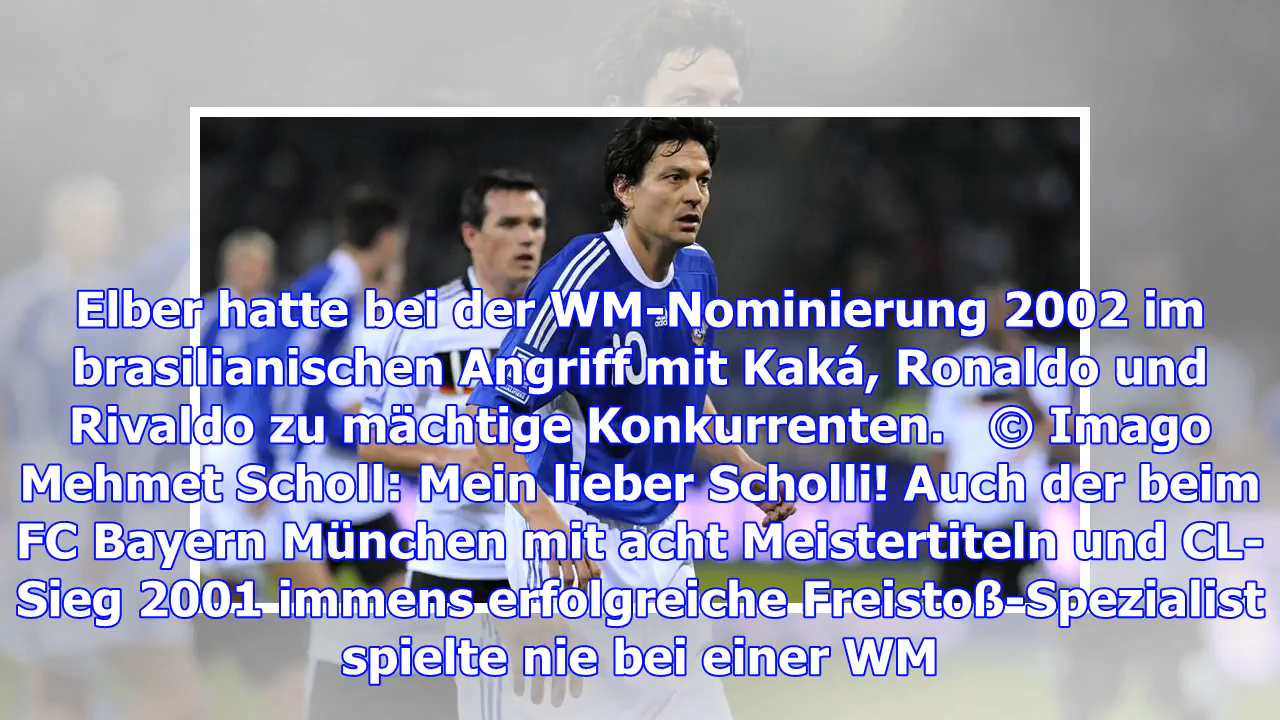 Elber hatte bei der WM-Nominierung 2002 im
brasilianischen Angriff mit Kaká, Ronaldo und
Rivaldo zu mächtige Konkurrenten. © Imago
Mehmet Scholl: Mein lieber Scholli! Auch der beim
FC Bayern München mit acht Meistertiteln und CL-
Sieg 2001 immens erfolgreiche Freistoß-Spezialist
spielte nie bei einer WM
10